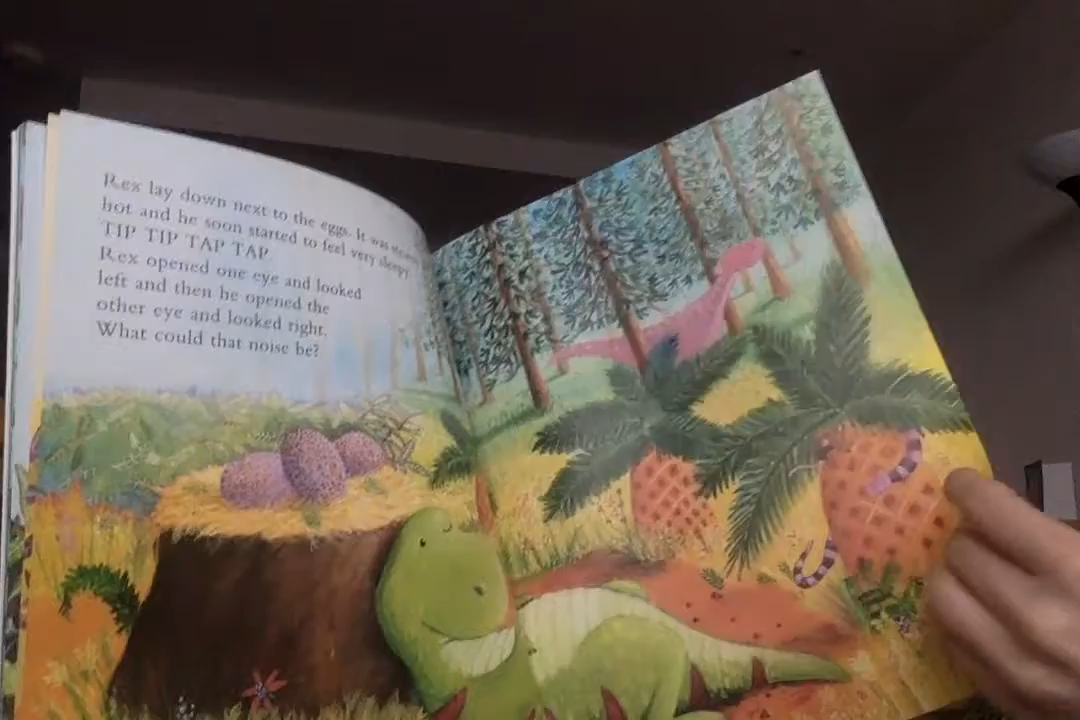 Rex lay down next to the eggs. It was
hot and he soon started to feel very sleepy.
TIP TIP TAP TAP
Rex opened one eye and looked
left and then he opened the
other eye and looked right.
What could that noise be?